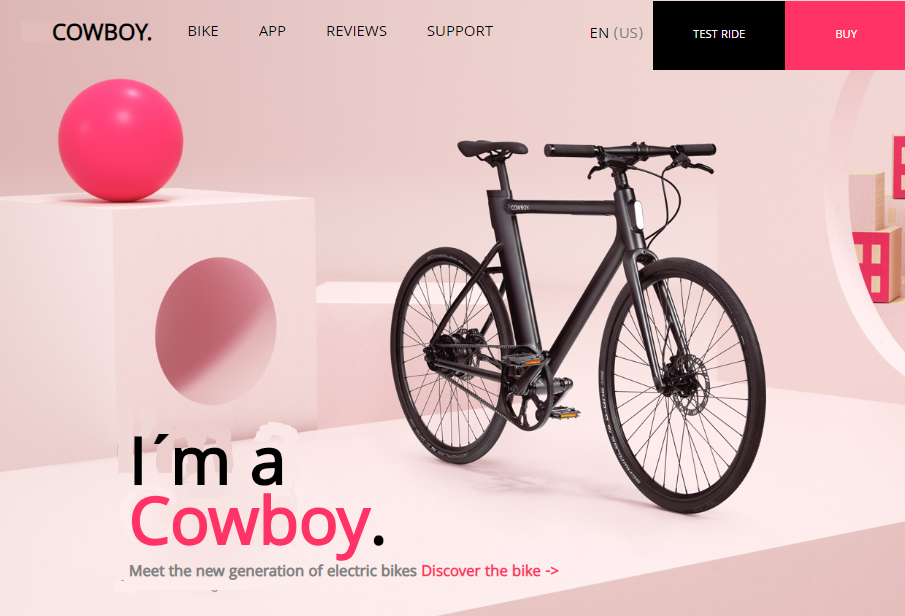 COWBOY. BIKE APP REVIEWS SUPPORT EN (US) TEST RIDE BUY
COWBOY
I´m a
Cowboy.
Meet the new generation of electric bikes Discover the bike ->